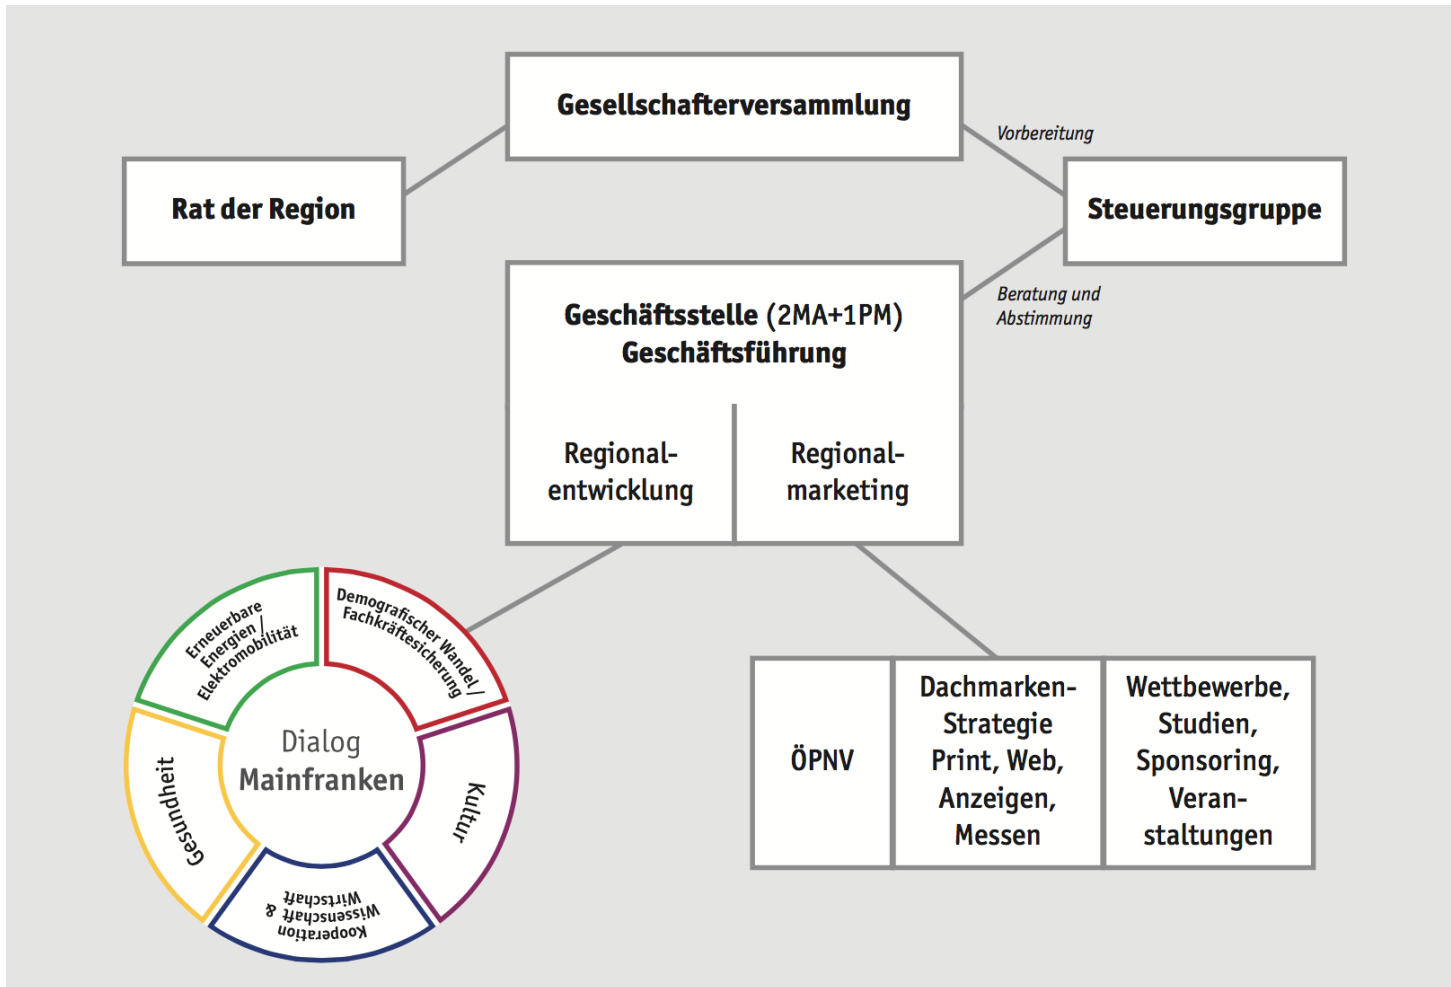 Gesellschafterversammlung
Vorbereitung
Rat der Region
Steuerungsgruppe
Beratung und
Abstimmung
Geschäftsstelle (2MA+1PM)
Geschäftsführung
Regional-
entwicklung
Regional-
marketing
Erneuerbare
Energien /
Elektromobilität
Demografischer Wandel /
Fachkräftesicherung
Dialog
Mainfranken
Gesundheit
Kultur
Kooperation
Wissenschaft &
Wirtschaft
ÖPNV
Dachmarken-
Strategie
Print, Web,
Anzeigen,
Messen
Wettbewerbe,
Studien,
Sponsoring,
Veran-
staltungen